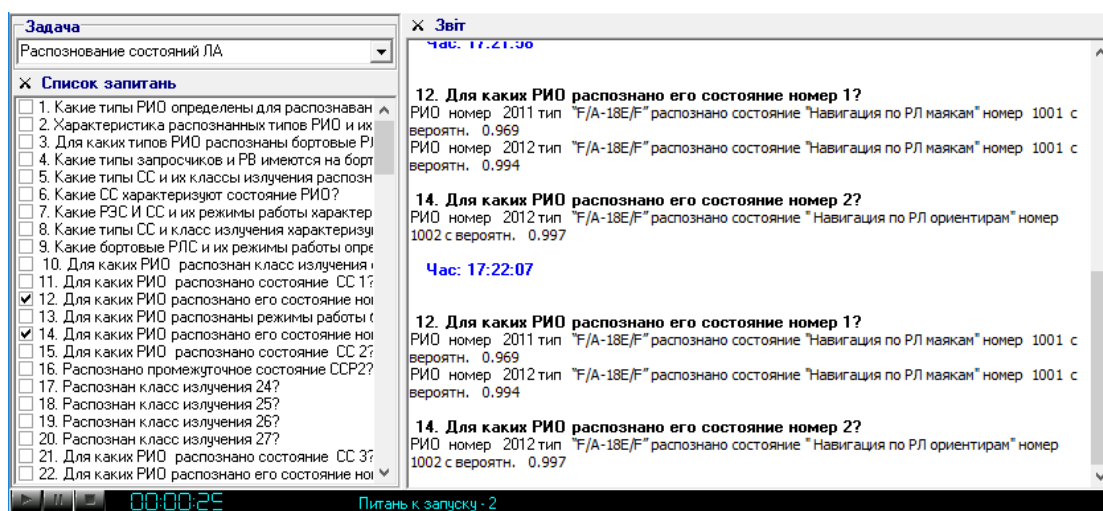 Задача
Распознование состояний ЛА
Список запитань
1. Какие типы РИО определены для распознаван
2. Характеристика распознанных типов РИО и их
3. Для каких типов РИО распознаны бортовые РЛ
4. Какие типы запросчиков и РВ имеются на борт
5. Какие типы СС и их классы излучения распозн
6. Какие СС характеризуют состояние РИО?
7. Какие РЭС И СС и их режимы работы характер
8. Какие типы СС и класс излучения характеризую
9. Какие бортовые РЛС и их режимы работы опре
10. Для каких РИО распознан класс излучения
11. Для каких РИО распознано состояние СС 1?
12. Для каких РИО распознано его состояние но
13. Для каких РИО распознаны режимы работы
14. Для каких РИО распознано его состояние но
15. Для каких РИО распознано состояние СС 2?
16. Распознано промежуточное состояние ССР2?
17. Распознан класс излучения 24?
18. Распознан класс излучения 25?
19. Распознан класс излучения 26?
20. Распознан класс излучения 27?
21. Для каких РИО распознано состояние СС 3?
22. Для каких РИО распознано его состояние но
Звіт
Час: 17:21:58
12. Для каких РИО распознано его состояние номер 1?
РИО номер 2011 тип "F/A-18E/F" распознано состояние "Навигация по РЛ маякам" номер 1001 с
вероятн. 0.969
РИО номер 2012 тип "F/A-18E/F" распознано состояние "Навигация по РЛ маякам" номер 1001 с
вероятн. 0.994
14. Для каких РИО распознано его состояние номер 2?
РИО номер 2012 тип "F/A-18E/F" распознано состояние " Навигация по РЛ ориентирам" номер
1002 с вероятн. 0.997
Час: 17:22:07
12. Для каких РИО распознано его состояние номер 1?
РИО номер 2011 тип "F/A-18E/F" распознано состояние "Навигация по РЛ маякам" номер 1001 с
вероятн. 0.969
РИО номер 2012 тип "F/A-18E/F" распознано состояние "Навигация по РЛ маякам" номер 1001 с
вероятн. 0.994
14. Для каких РИО распознано его состояние номер 2?
РИО номер 2012 тип "F/A-18E/F" распознано состояние " Навигация по РЛ ориентирам" номер
1002 с вероятн. 0.997
00:00:25
Питань к запуску - 2